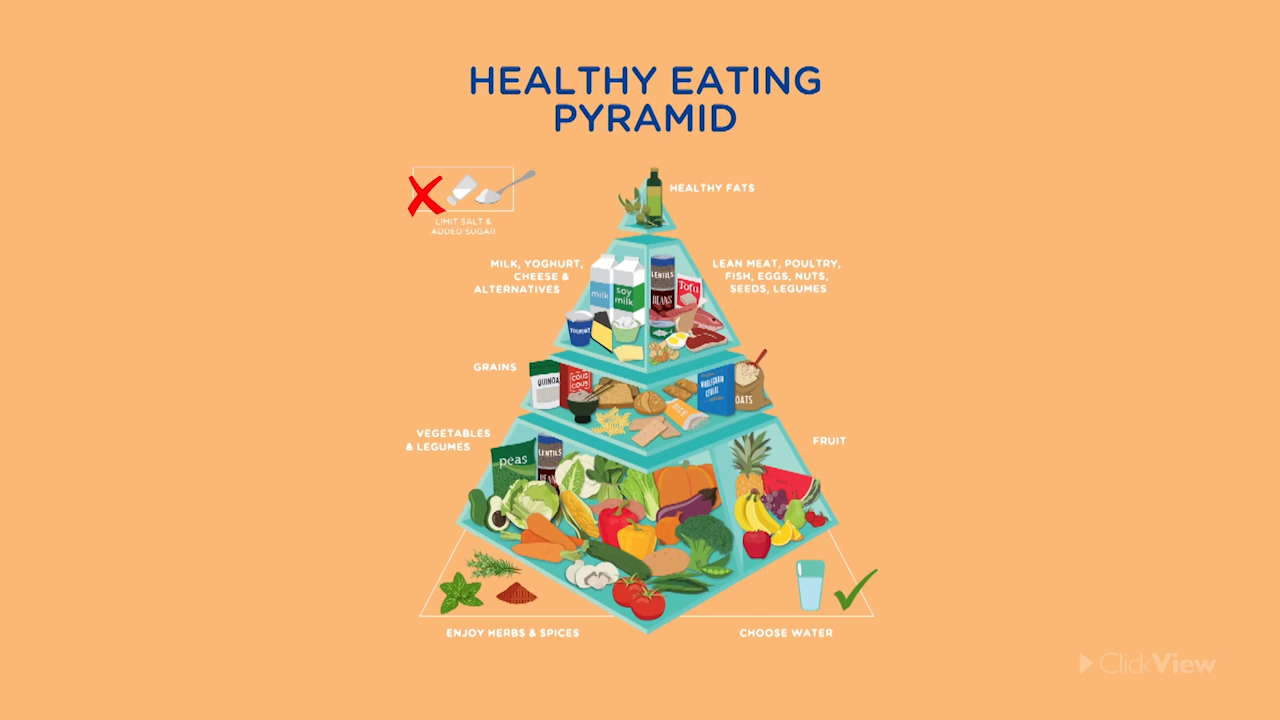 HEALTHY EATING
PYRAMID
LIMIT SALT &
ADDED SUGAR
HEALTHY FATS
MILK, YOGHURT,
CHEESE &
ALTERNATIVES
LEAN MEAT, POULTRY,
FISH, EGGS, NUTS,
SEEDS, LEGUMES
milk
soy
milk
LENTILS
BEANS
Tofu
YOGHURT
GRAINS
QUINOA
COUS
COUS
RICE
WHOLEGRAIN
CEREAL
OATS
VEGETABLES
& LEGUMES
peas
LENTILS
FRUIT
ENJOY HERBS & SPICES
CHOOSE WATER
ClickView